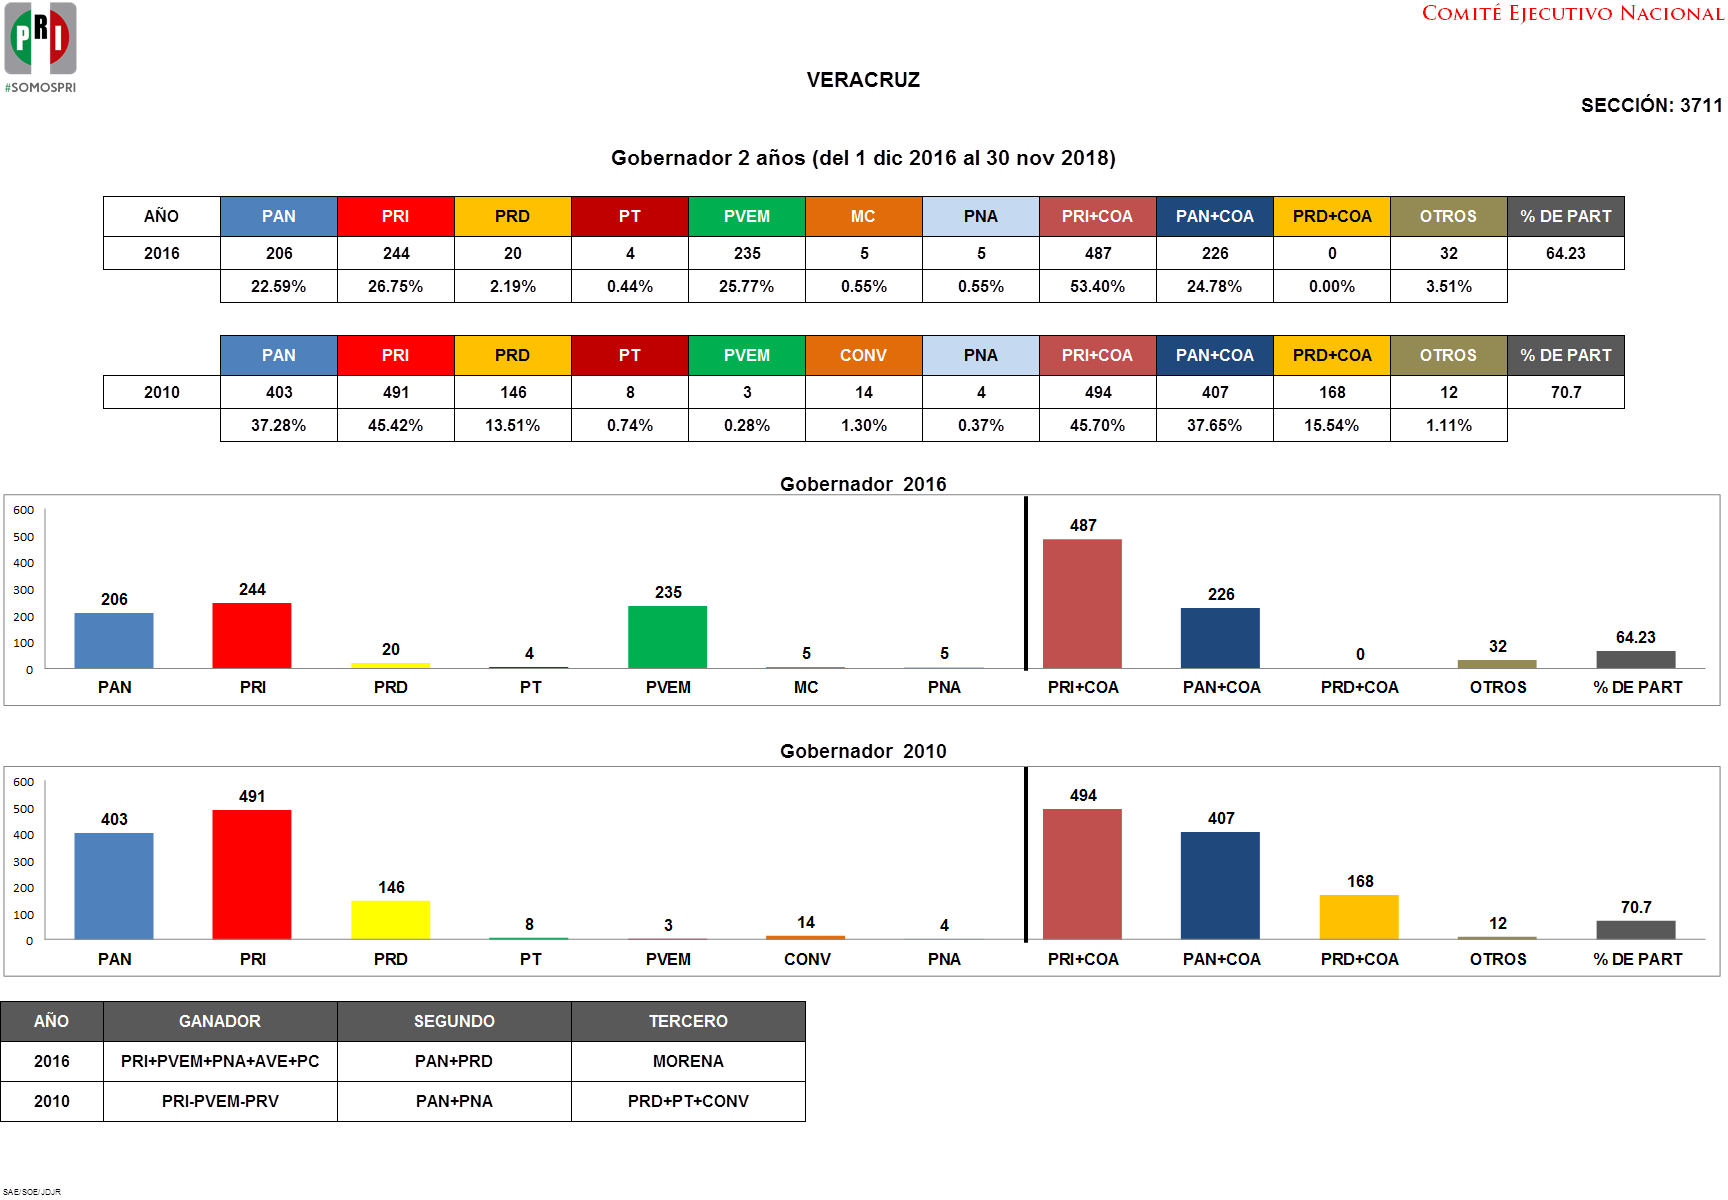 COMITÉ EJECUTIVO NACIONAL
PRI
#SOMOSPRI
VERACRUZ
SECCIÓN: 3711
Gobernador 2 años (del 1 dic 2016 al 30 nov 2018)
AÑO PAN PRI PRD PT PVEM MC PNA PRI+COA PAN+COA PRD+COA OTROS % DE PART
2016 206 244 20 4 235 5 5 487 226 0 32 64.23
22.59% 26.75% 2.19% 0.44% 25.77% 0.55% 0.55% 53.40% 24.78% 0.00% 3.51%
PAN PRI PRD PT PVEM CONV PNA PRI+COA PAN+COA PRD+COA OTROS % DE PART
2010 403 491 146 8 3 14 4 494 407 168 12 70.7
37.28% 45.42% 13.51% 0.74% 0.28% 1.30% 0.37% 45.70% 37.65% 15.54% 1.11%
Gobernador 2016
600
500
400
300
200
100
0
206 244 20 4 235 5 5 487 226 0 32 64.23
PAN PRI PRD PT PVEM MC PNA PRI+COA PAN+COA PRD+COA OTROS % DE PART
Gobernador 2010
600
500
400
300
200
100
0
403 491 146 8 3 14 4 494 407 168 12 70.7
PAN PRI PRD PT PVEM CONV PNA PRI+COA PAN+COA PRD+COA OTROS % DE PART
AÑO GANADOR SEGUNDO TERCERO
2016 PRI+PVEM+PNA+AVE+PC PAN+PRD MORENA
2010 PRI-PVEM-PRV PAN+PNA PRD+PT+CONV
SAE/SOE/JDJR